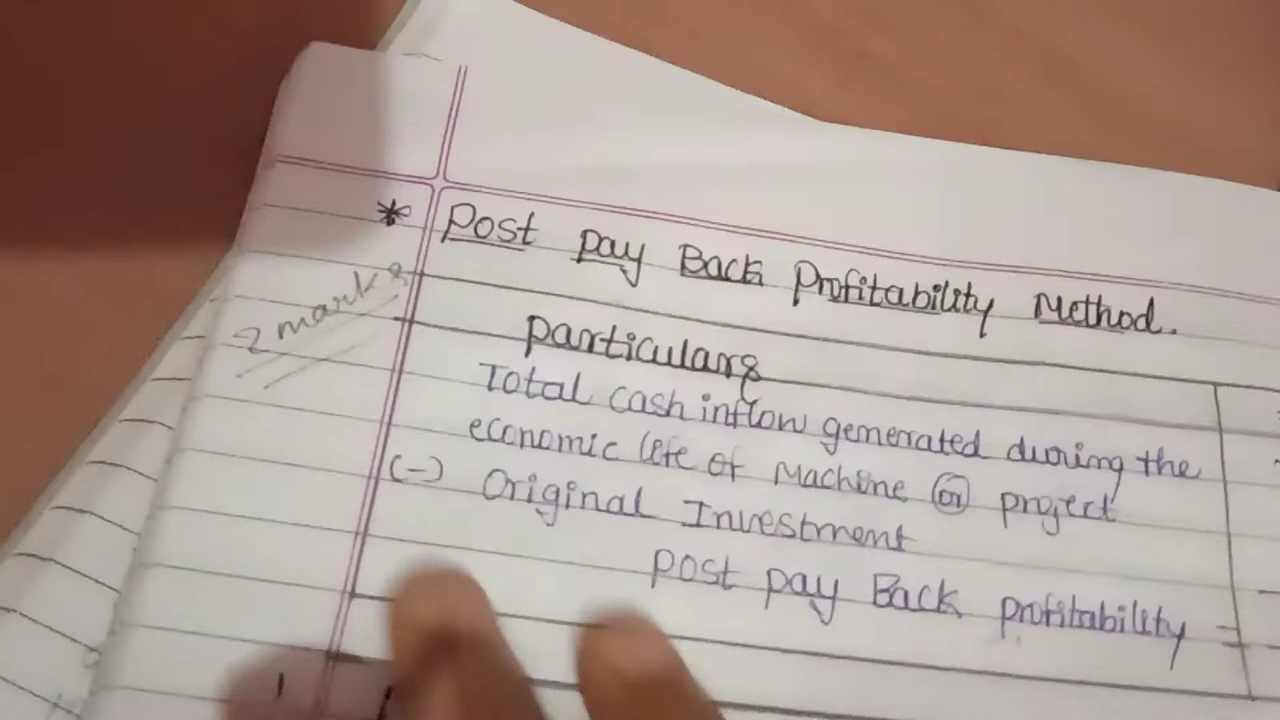 * Post pay Back Profitability Method.
2 marks
particulars
Total cash inflow generated during the
economic life of Machine or project
(-) Original Investment
post pay Back profitability